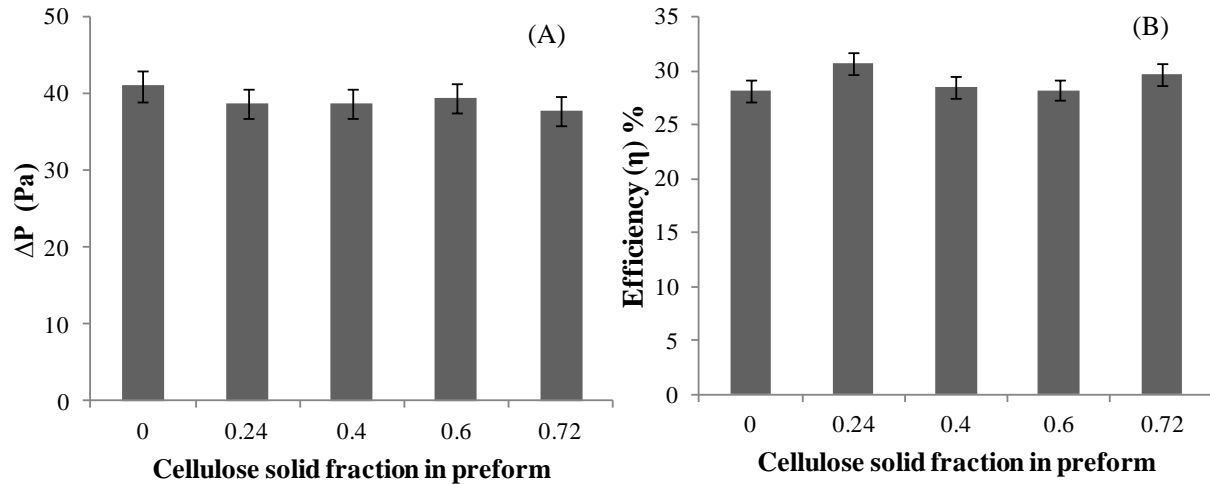 (A)
ΔP (Pa)
50
40
30
20
10
0
0 0.24 0.4 0.6 0.72
Cellulose solid fraction in preform
(B)
Efficiency (η) %
35
30
25
20
15
10
5
0
0 0.24 0.4 0.6 0.72
Cellulose solid fraction in preform